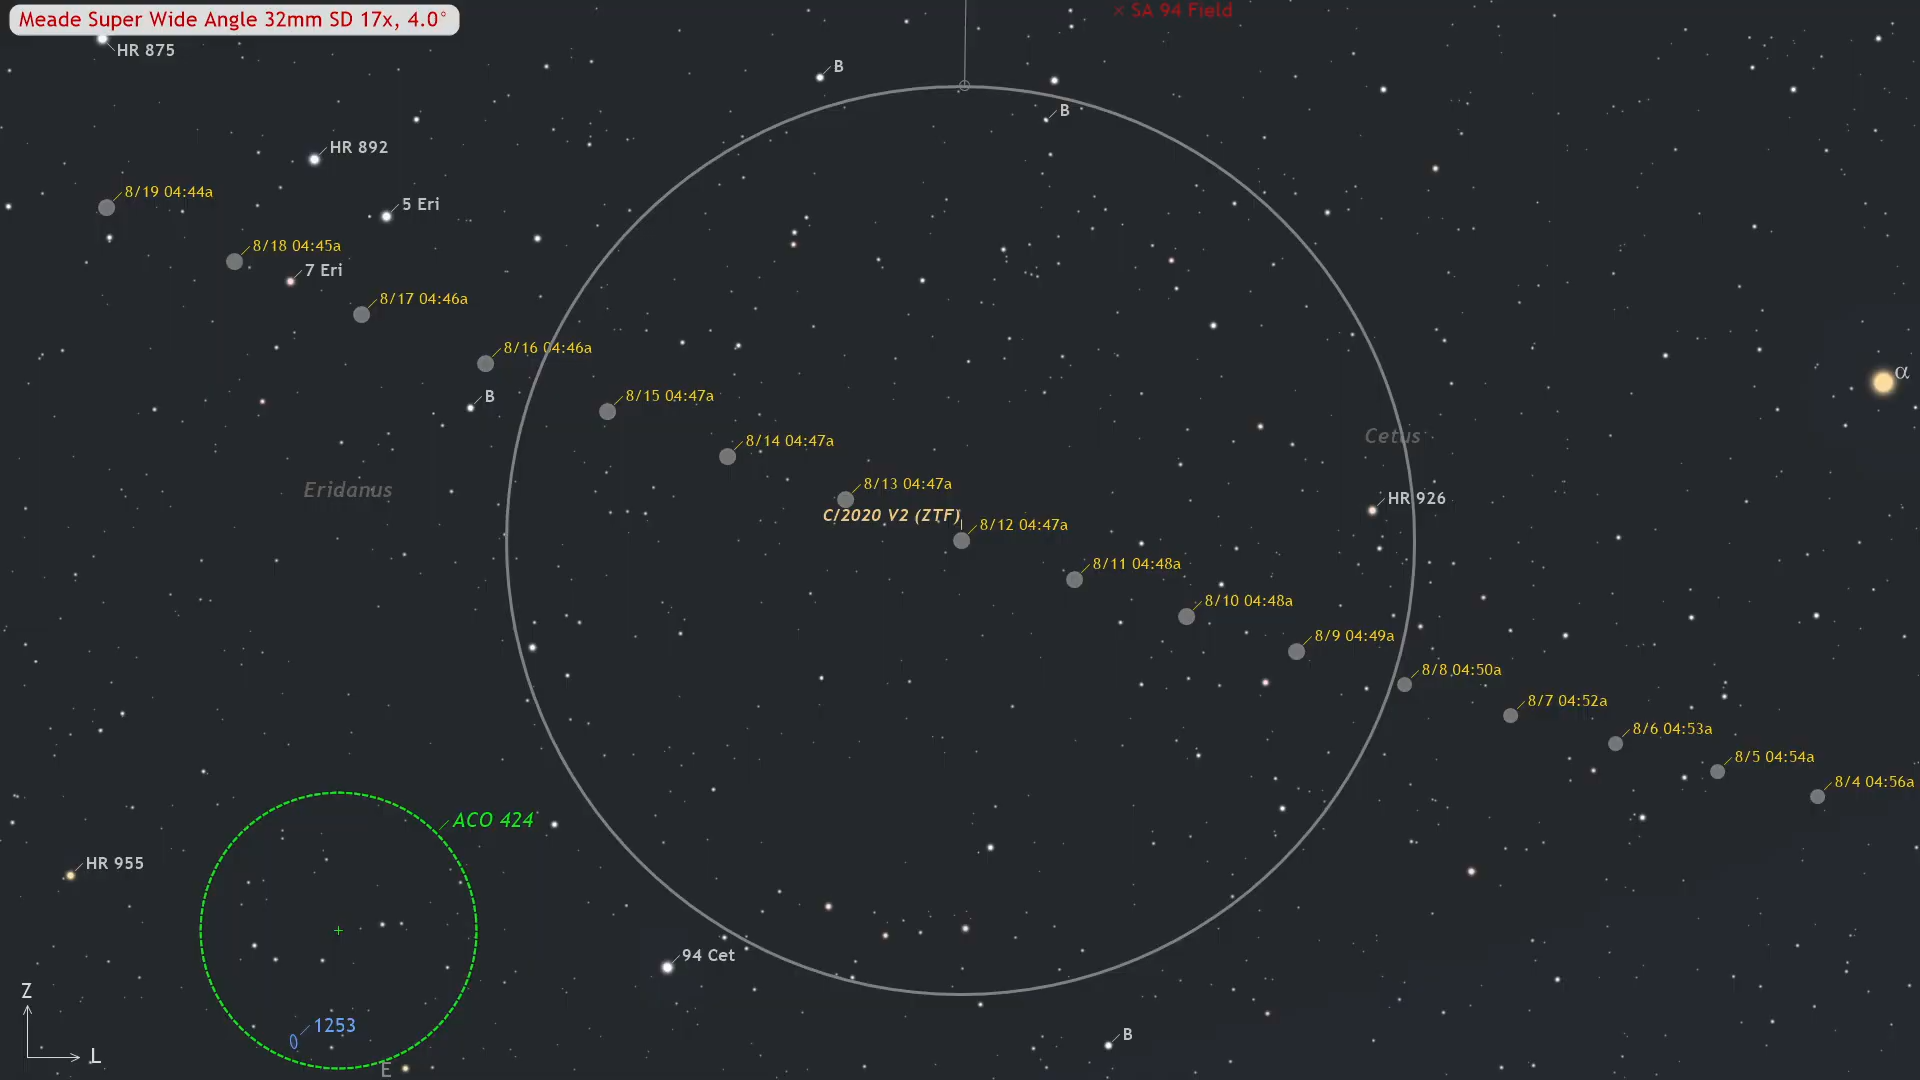 Meade Super Wide Angle 32mm SD 17x, 4.0°
× SA 94 Field
HR 875
B
B
HR 892
8/19 04:44a
5 Eri
8/18 04:45a
7 Eri
8/17 04:46a
8/16 04:46a
α
B
8/15 04:47a
8/14 04:47a
Cetus
8/13 04:47a
Eridanus
HR 926
C/2020 V2 (ZTF)
8/12 04:47a
8/11 04:48a
8/10 04:48a
8/9 04:49a
8/8 04:50a
8/7 04:52a
8/6 04:53a
8/5 04:54a
8/4 04:56a
ACO 424
HR 955
94 Cet
Z
1253
B
L
E